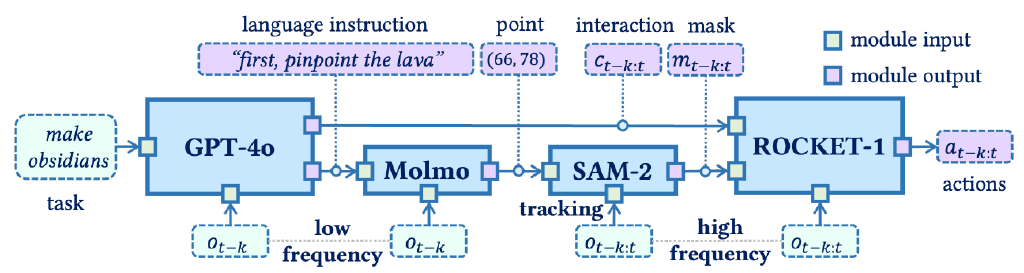 language instruction
point
interaction
mask
"first, pinpoint the lava"
(66, 78)
c_{t−k:t}
m_{t−k:t}
module input
module output
make
obsidians
task
GPT-4o
Molmo
SAM-2
tracking
ROCKET-1
a_{t−k:t}
actions
o_{t−k}
low
frequency
o_{t−k}
o_{t−k:t}
high
frequency
o_{t−k:t}